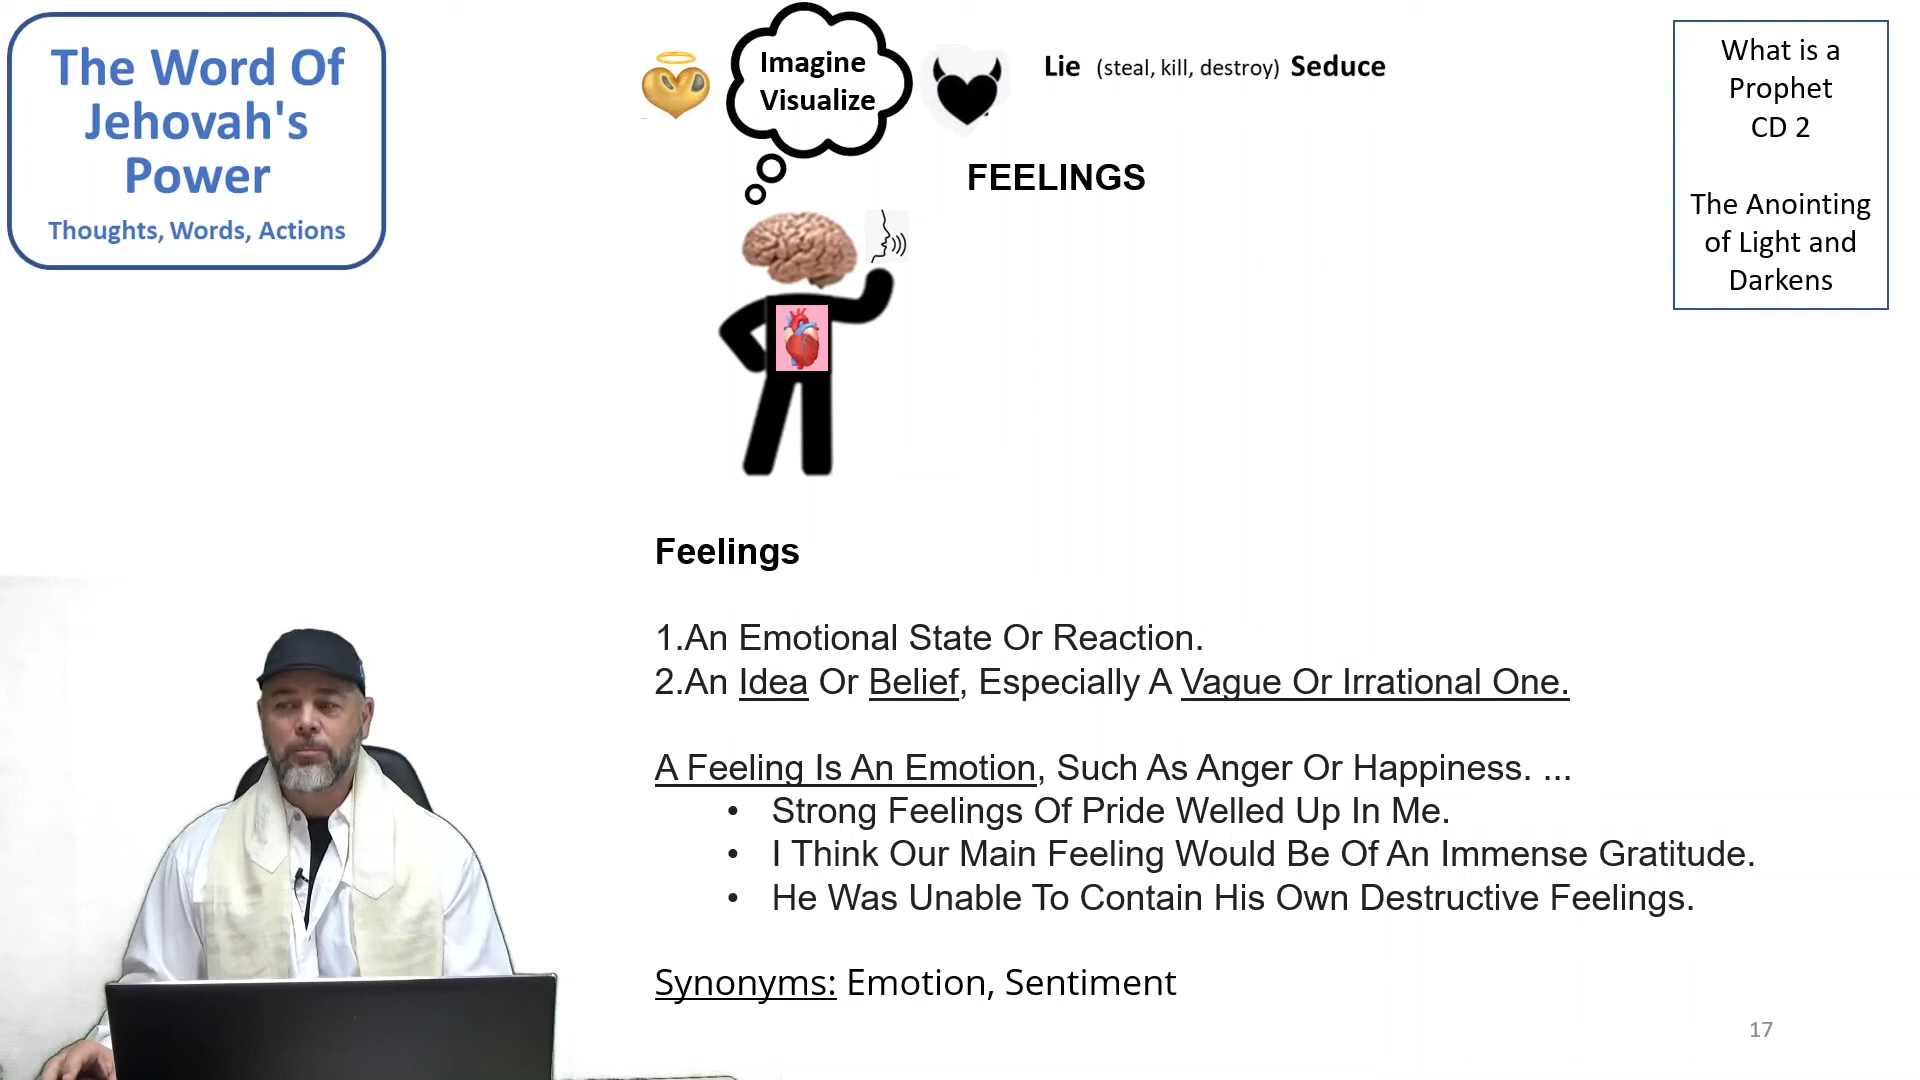 The Word Of
Jehovah's
Power
Thoughts, Words, Actions
Imagine
Visualize
Lie (steal, kill, destroy) Seduce
FEELINGS
What is a
Prophet
CD 2
The Anointing
of Light and
Darkens
Feelings
1.An Emotional State Or Reaction.
2.An Idea Or Belief, Especially A Vague Or Irrational One.
A Feeling Is An Emotion, Such As Anger Or Happiness. ...
• Strong Feelings Of Pride Welled Up In Me.
• I Think Our Main Feeling Would Be Of An Immense Gratitude.
• He Was Unable To Contain His Own Destructive Feelings.
Synonyms: Emotion, Sentiment
17